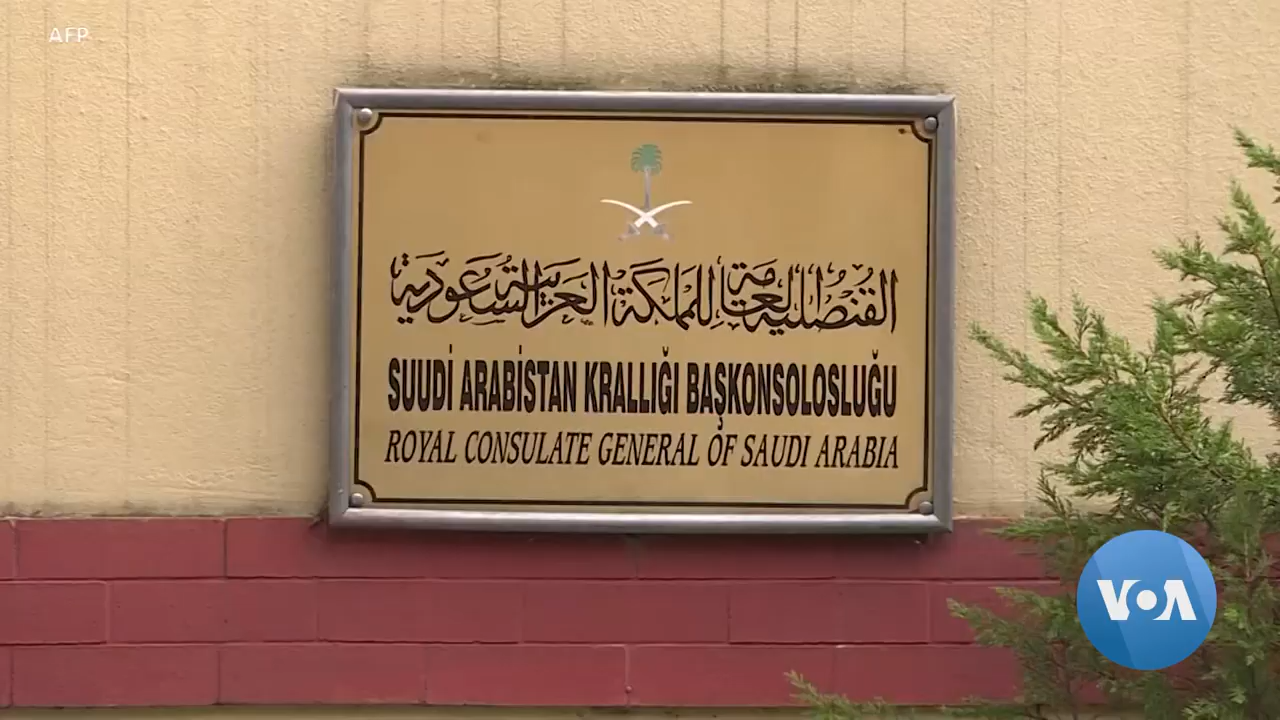 AFP
القنصلية العامة للمملكة العربية السعودية
SUUDİ ARABİSTAN KRALLIĞI BAŞKONSOLOSLUĞU
ROYAL CONSULATE GENERAL OF SAUDI ARABIA
VOA